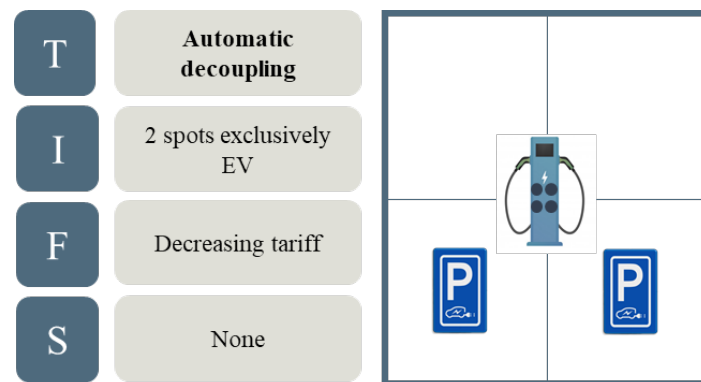 T
Automatic
decoupling
I
2 spots exclusively
EV
F
Decreasing tariff
S
None
P
P